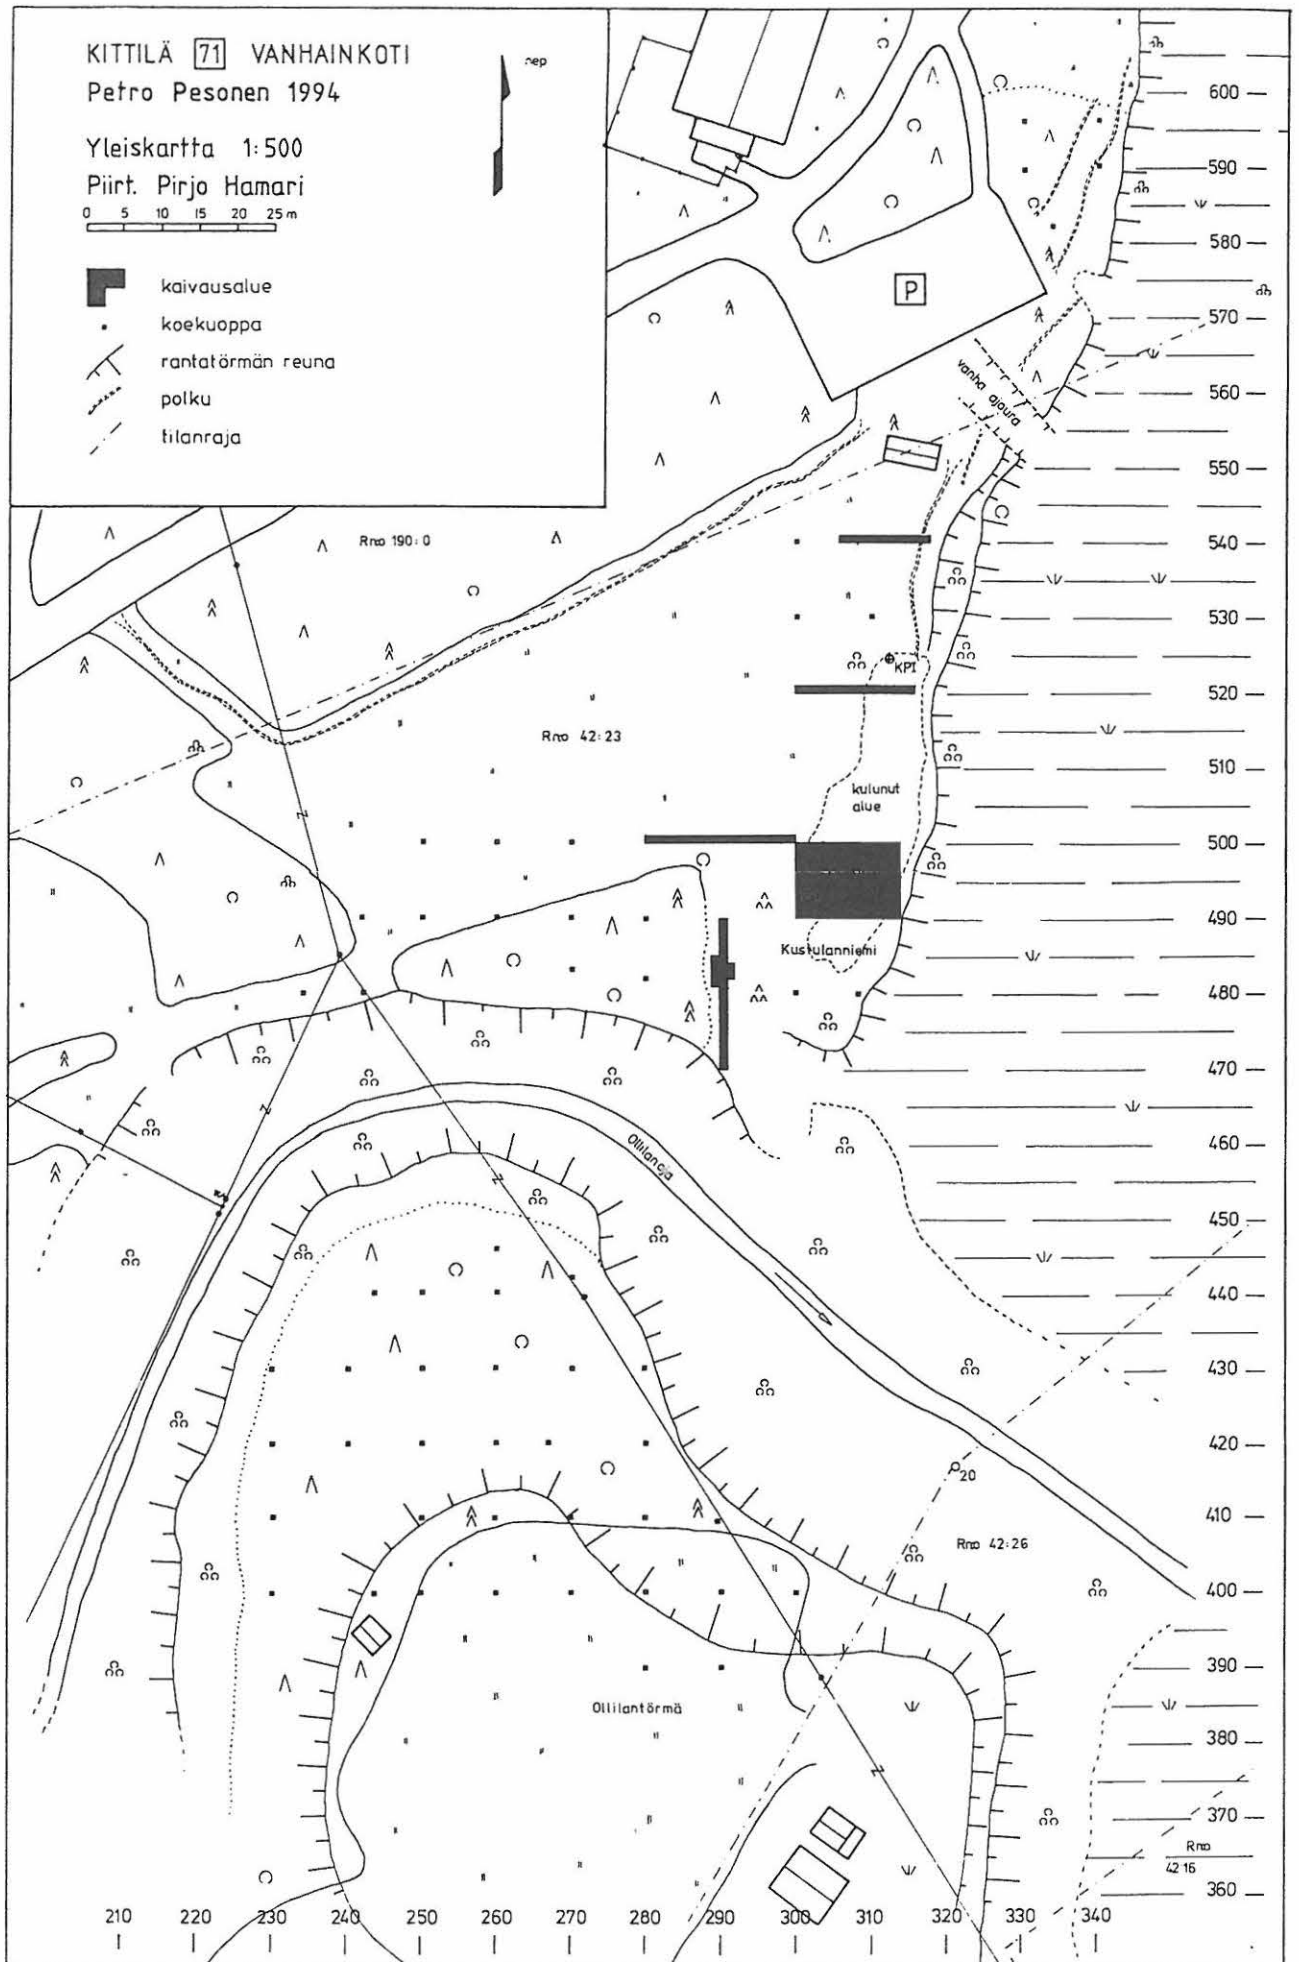 KITTILÄ 71 VANHAINKOTI
Petro Pesonen 1994
Yleiskartta 1:500
Piirt. Pirjo Hamari
0 5 10 15 20 25 m
kaivausalue
koekuoppa
rantatörmän reuna
polku
tilanraja
nep
P
vanha ajoura
Rno 190:0
KP1
Rno 42:23
kulunut
alue
Kustulanniemi
Ollilanoja
20
Rno 42:26
Ollilantörmä
Rno
42 16
600
590
580
570
560
550
540
530
520
510
500
490
480
470
460
450
440
430
420
410
400
390
380
370
360
210 220 230 240 250 260 270 280 290 300 310 320 330 340